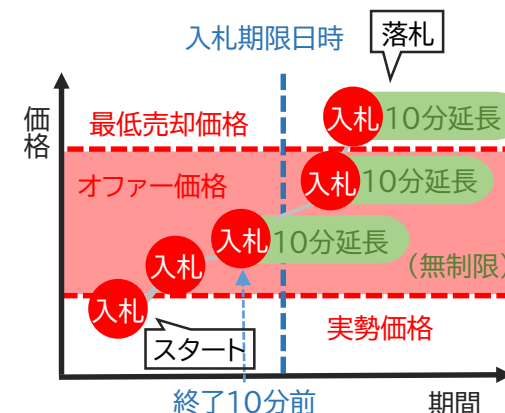 入札期限日時
落札
価格
最低売却価格
入札
10分延長
オファー価格
入札
10分延長
入札
10分延長
入札
(無制限)
入札
スタート
実勢価格
終了10分前
期間